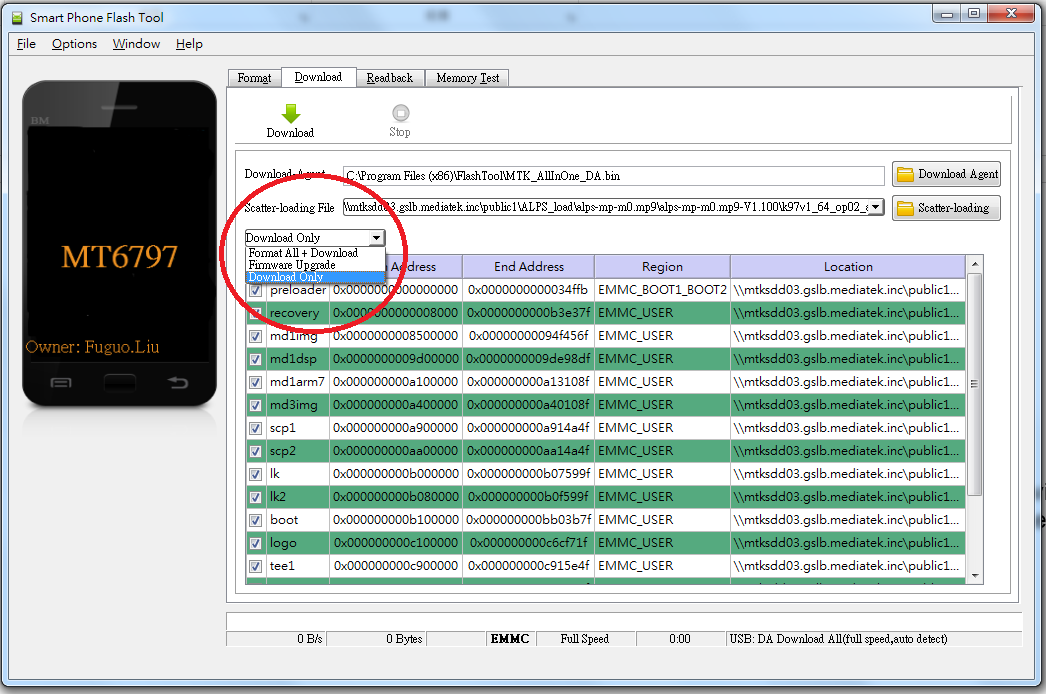 Smart Phone Flash Tool
File Options Window Help
Format Download Readback Memory Test
Download Stop
BM
MT6797
Owner: Fuguo.Liu
Download-Agent C:\Program Files (x86)\FlashTool\MTK_AllInOne_DA.bin Download Agent
Scatter-loading File \\mtksdd03.gslb.mediatek.inc\public1\ALPS_load\alps-mp-m0.mp9\alps-mp-m0.mp9-V1.100\k97v1_64_op02_ Scatter-loading
Download Only
Format All + Download
Firmware Upgrade
Download Only
Address End Address Region Location
preloader 0x0000000000000000 0x0000000000034ffb EMMC_BOOT1_BOOT2 \\mtksdd03.gslb.mediatek.inc\public1...
recovery 0x0000000000008000 0x0000000000b3e37f EMMC_USER \\mtksdd03.gslb.mediatek.inc\public1...
md1img 0x0000000008500000 0x00000000094f456f EMMC_USER \\mtksdd03.gslb.mediatek.inc\public1...
md1dsp 0x0000000009d00000 0x0000000009de98df EMMC_USER \\mtksdd03.gslb.mediatek.inc\public1...
md1arm7 0x000000000a100000 0x000000000a13108f EMMC_USER \\mtksdd03.gslb.mediatek.inc\public1...
md3img 0x000000000a400000 0x000000000a40108f EMMC_USER \\mtksdd03.gslb.mediatek.inc\public1...
scp1 0x000000000a900000 0x000000000a914a4f EMMC_USER \\mtksdd03.gslb.mediatek.inc\public1...
scp2 0x000000000aa00000 0x000000000aa14a4f EMMC_USER \\mtksdd03.gslb.mediatek.inc\public1...
lk 0x000000000b000000 0x000000000b07599f EMMC_USER \\mtksdd03.gslb.mediatek.inc\public1...
lk2 0x000000000b080000 0x000000000b0f599f EMMC_USER \\mtksdd03.gslb.mediatek.inc\public1...
boot 0x000000000b100000 0x000000000bb03b7f EMMC_USER \\mtksdd03.gslb.mediatek.inc\public1...
logo 0x000000000c100000 0x000000000c6cf71f EMMC_USER \\mtksdd03.gslb.mediatek.inc\public1...
tee1 0x000000000c900000 0x000000000c915e4f EMMC_USER \\mtksdd03.gslb.mediatek.inc\public1...
0 B/s 0 Bytes EMMC Full Speed 0:00 USB: DA Download All(full speed,auto detect)